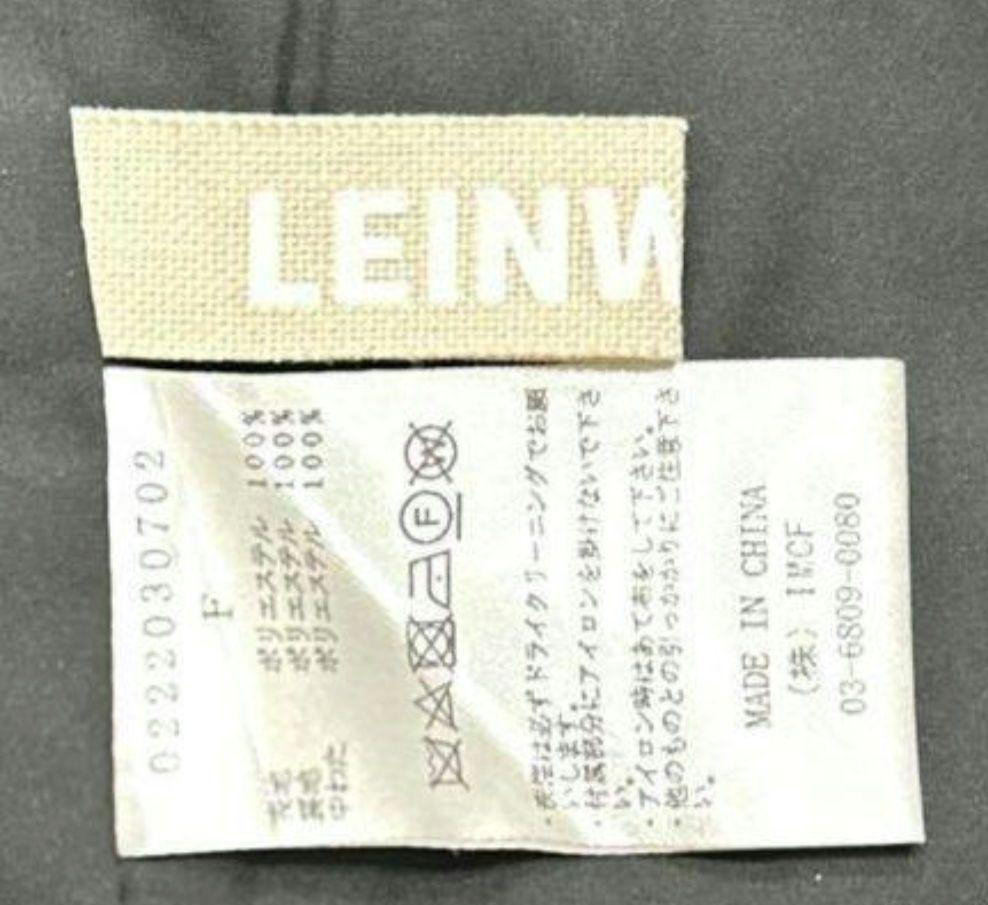 LEINW
0222030702
F
表地 ポリエステル 100%
裏地 ポリエステル 100%
中わた ポリエステル 100%
W
F
・洗濯は必ずドライクリーニングでお願
いします。
・付属部分にアイロンを掛けないで下さ
い。
・アイロン時はあて布をして下さい。
・他のものとの引っかかりにご注意下さ
い。
MADE IN CHINA
(株) IMCF
03-6809-0080